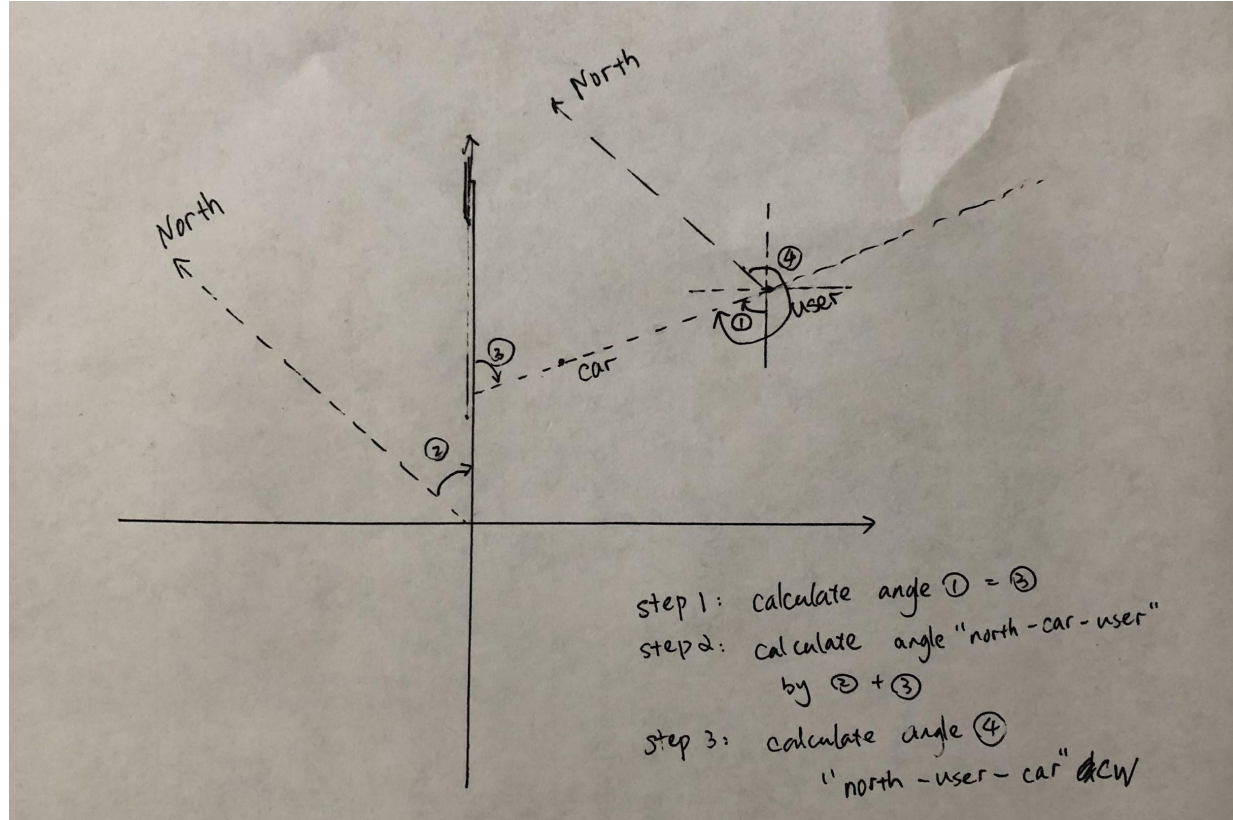 North
North
④
③
①
user
car
②
step 1: calculate angle ① = ③
step 2: calculate angle "north-car-user"
by ② + ③
step 3: calculate angle ④
"north-user-car" CW